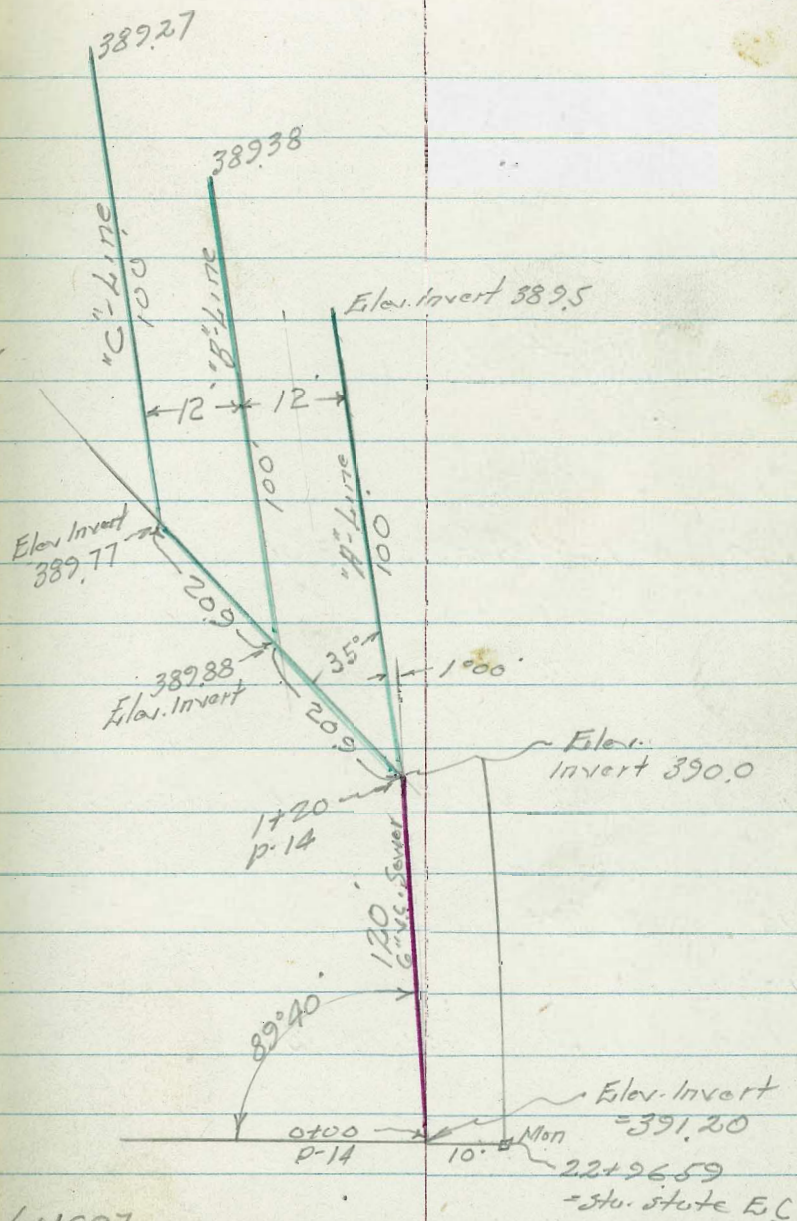 389.27
389.38
"C"-Line
100'
"B"-Line
100'
Elev. invert 389.5
12'
12'
"A"-Line
100'
Elev Invert
389.77
20.9
35°
1°00'
389.88
Elev. Invert
20.9
Elev.
Invert 390.0
1+20
p-14
120'
6" V.C. Sewer
89°40'
Elev. Invert
=391.20
0+00
P-14
10'
Mon
22+96.59
=sta. state E.C